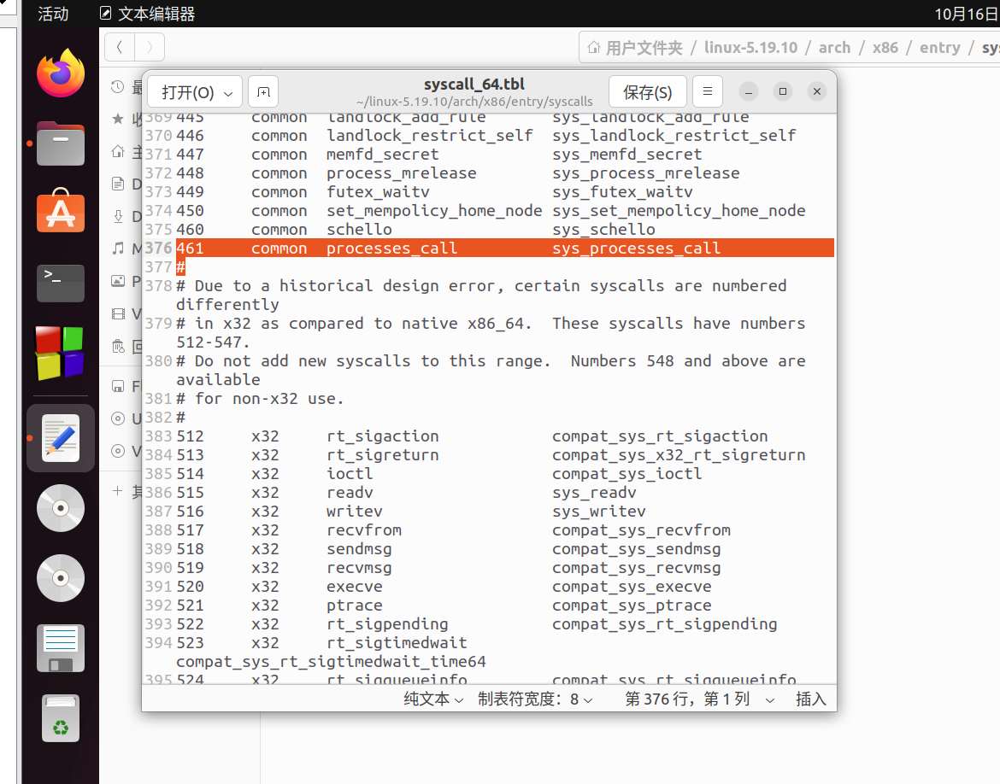 活动 文本编辑器 10月16日
用户文件夹 / linux-5.19.10 / arch / x86 / entry /
打开(O) syscall_64.tbl 保存(S)
~/linux-5.19.10/arch/x86/entry/syscalls
369 445 common landlock_add_rule sys_landlock_add_rule
370 446 common landlock_restrict_self sys_landlock_restrict_self
371 447 common memfd_secret sys_memfd_secret
372 448 common process_mrelease sys_process_mrelease
373 449 common futex_waitv sys_futex_waitv
374 450 common set_mempolicy_home_node sys_set_mempolicy_home_node
375 460 common schello sys_schello
376 461 common processes_call sys_processes_call
377 #
378 # Due to a historical design error, certain syscalls are numbered
differently
379 # in x32 as compared to native x86_64. These syscalls have numbers
512-547.
380 # Do not add new syscalls to this range. Numbers 548 and above are
available
381 # for non-x32 use.
382 #
383 512 x32 rt_sigaction compat_sys_rt_sigaction
384 513 x32 rt_sigreturn compat_sys_x32_rt_sigreturn
385 514 x32 ioctl compat_sys_ioctl
386 515 x32 readv sys_readv
387 516 x32 writev sys_writev
388 517 x32 recvfrom compat_sys_recvfrom
389 518 x32 sendmsg compat_sys_sendmsg
390 519 x32 recvmsg compat_sys_recvmsg
391 520 x32 execve compat_sys_execve
392 521 x32 ptrace compat_sys_ptrace
393 522 x32 rt_sigpending compat_sys_rt_sigpending
394 523 x32 rt_sigtimedwait
compat_sys_rt_sigtimedwait_time64
395 524 x32 rt_sigqueueinfo compat_sys_rt_sigqueueinfo
纯文本 制表符宽度：8 第 376 行，第 1 列 插入